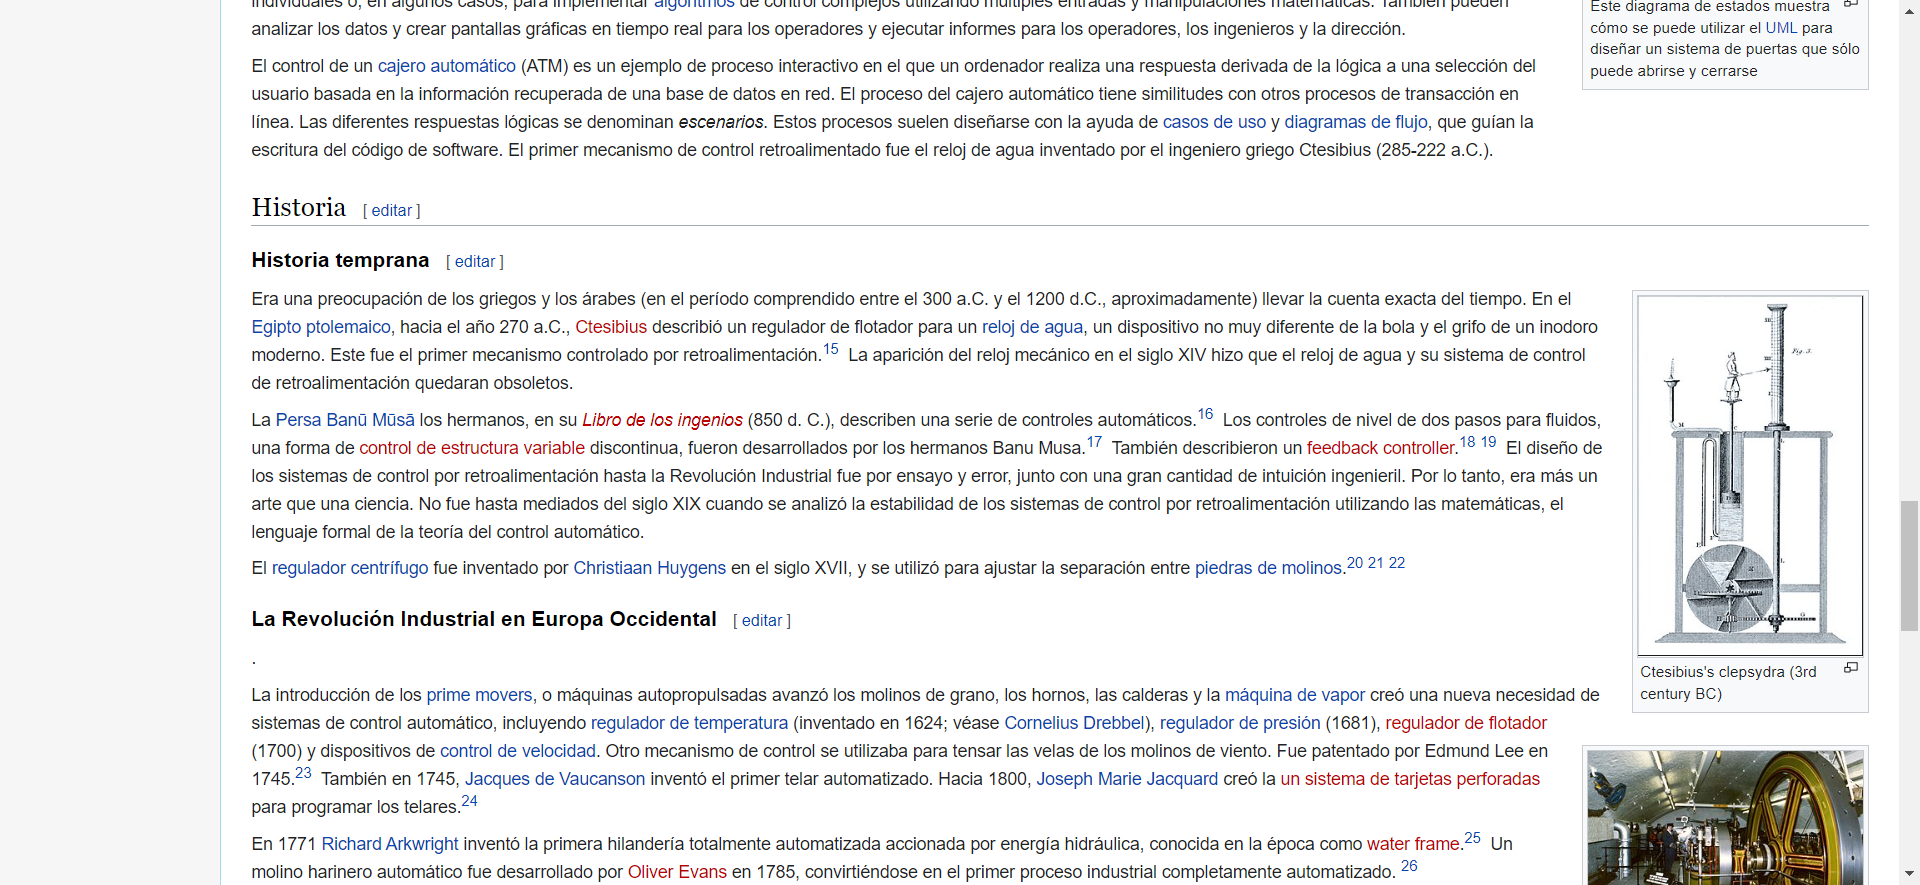 individuales o, en algunos casos, para implementar algoritmos de control complejos utilizando múltiples entradas y manipulaciones matemáticas. También pueden
analizar los datos y crear pantallas gráficas en tiempo real para los operadores y ejecutar informes para los operadores, los ingenieros y la dirección.
El control de un cajero automático (ATM) es un ejemplo de proceso interactivo en el que un ordenador realiza una respuesta derivada de la lógica a una selección del
usuario basada en la información recuperada de una base de datos en red. El proceso del cajero automático tiene similitudes con otros procesos de transacción en
línea. Las diferentes respuestas lógicas se denominan escenarios. Estos procesos suelen diseñarse con la ayuda de casos de uso y diagramas de flujo, que guían la
escritura del código de software. El primer mecanismo de control retroalimentado fue el reloj de agua inventado por el ingeniero griego Ctesibius (285-222 a.C.).
Este diagrama de estados muestra
cómo se puede utilizar el UML para
diseñar un sistema de puertas que sólo
puede abrirse y cerrarse
Historia [ editar ]
Historia temprana [ editar ]
Era una preocupación de los griegos y los árabes (en el período comprendido entre el 300 a.C. y el 1200 d.C., aproximadamente) llevar la cuenta exacta del tiempo. En el
Egipto ptolemaico, hacia el año 270 a.C., Ctesibius describió un regulador de flotador para un reloj de agua, un dispositivo no muy diferente de la bola y el grifo de un inodoro
moderno. Este fue el primer mecanismo controlado por retroalimentación.15 La aparición del reloj mecánico en el siglo XIV hizo que el reloj de agua y su sistema de control
de retroalimentación quedaran obsoletos.
La Persa Banū Mūsā los hermanos, en su Libro de los ingenios (850 d. C.), describen una serie de controles automáticos.16 Los controles de nivel de dos pasos para fluidos,
una forma de control de estructura variable discontinua, fueron desarrollados por los hermanos Banu Musa.17 También describieron un feedback controller.18 19 El diseño de
los sistemas de control por retroalimentación hasta la Revolución Industrial fue por ensayo y error, junto con una gran cantidad de intuición ingenieril. Por lo tanto, era más un
arte que una ciencia. No fue hasta mediados del siglo XIX cuando se analizó la estabilidad de los sistemas de control por retroalimentación utilizando las matemáticas, el
lenguaje formal de la teoría del control automático.
El regulador centrífugo fue inventado por Christiaan Huygens en el siglo XVII, y se utilizó para ajustar la separación entre piedras de molinos.20 21 22
Fig. 3.
Ctesibius's clepsydra (3rd
century BC)
La Revolución Industrial en Europa Occidental [ editar ]
.
La introducción de los prime movers, o máquinas autopropulsadas avanzó los molinos de grano, los hornos, las calderas y la máquina de vapor creó una nueva necesidad de
sistemas de control automático, incluyendo regulador de temperatura (inventado en 1624; véase Cornelius Drebbel), regulador de presión (1681), regulador de flotador
(1700) y dispositivos de control de velocidad. Otro mecanismo de control se utilizaba para tensar las velas de los molinos de viento. Fue patentado por Edmund Lee en
1745.23 También en 1745, Jacques de Vaucanson inventó el primer telar automatizado. Hacia 1800, Joseph Marie Jacquard creó la un sistema de tarjetas perforadas
para programar los telares.24
En 1771 Richard Arkwright inventó la primera hilandería totalmente automatizada accionada por energía hidráulica, conocida en la época como water frame.25 Un
molino harinero automático fue desarrollado por Oliver Evans en 1785, convirtiéndose en el primer proceso industrial completamente automatizado. 26